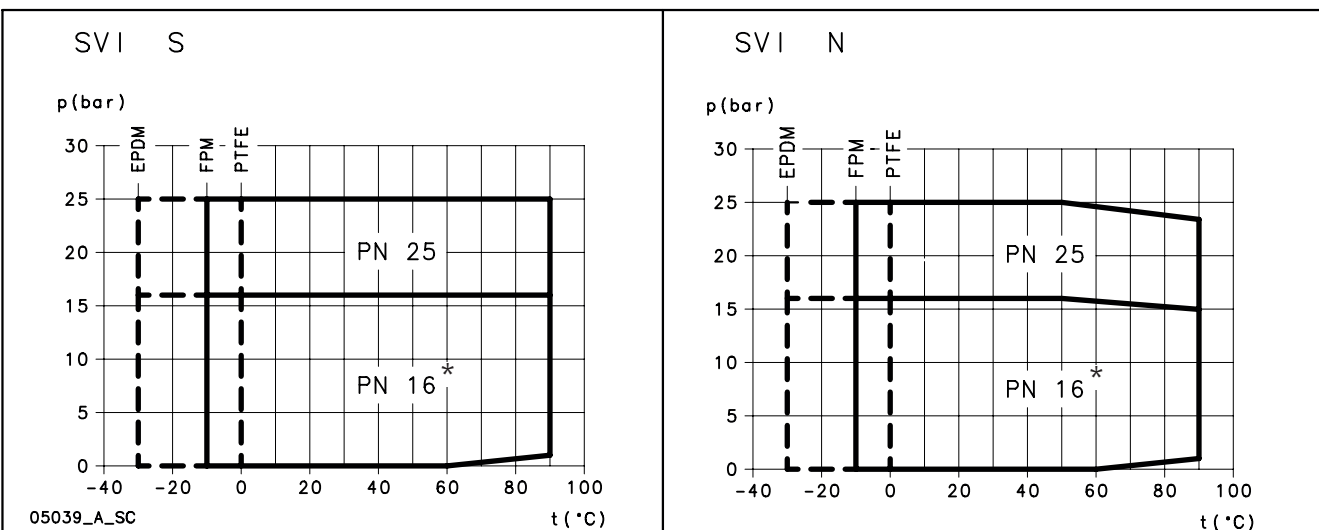 SVI S
p(bar)
EPDM
FPM
PTFE
30
25
20
15
10
5
0
PN 25
PN 16*
-40 -20 0 20 40 60 80 100
t(°C)
05039_A_SC
SVI N
p(bar)
EPDM
FPM
PTFE
30
25
20
15
10
5
0
PN 25
PN 16*
-40 -20 0 20 40 60 80 100
t(°C)